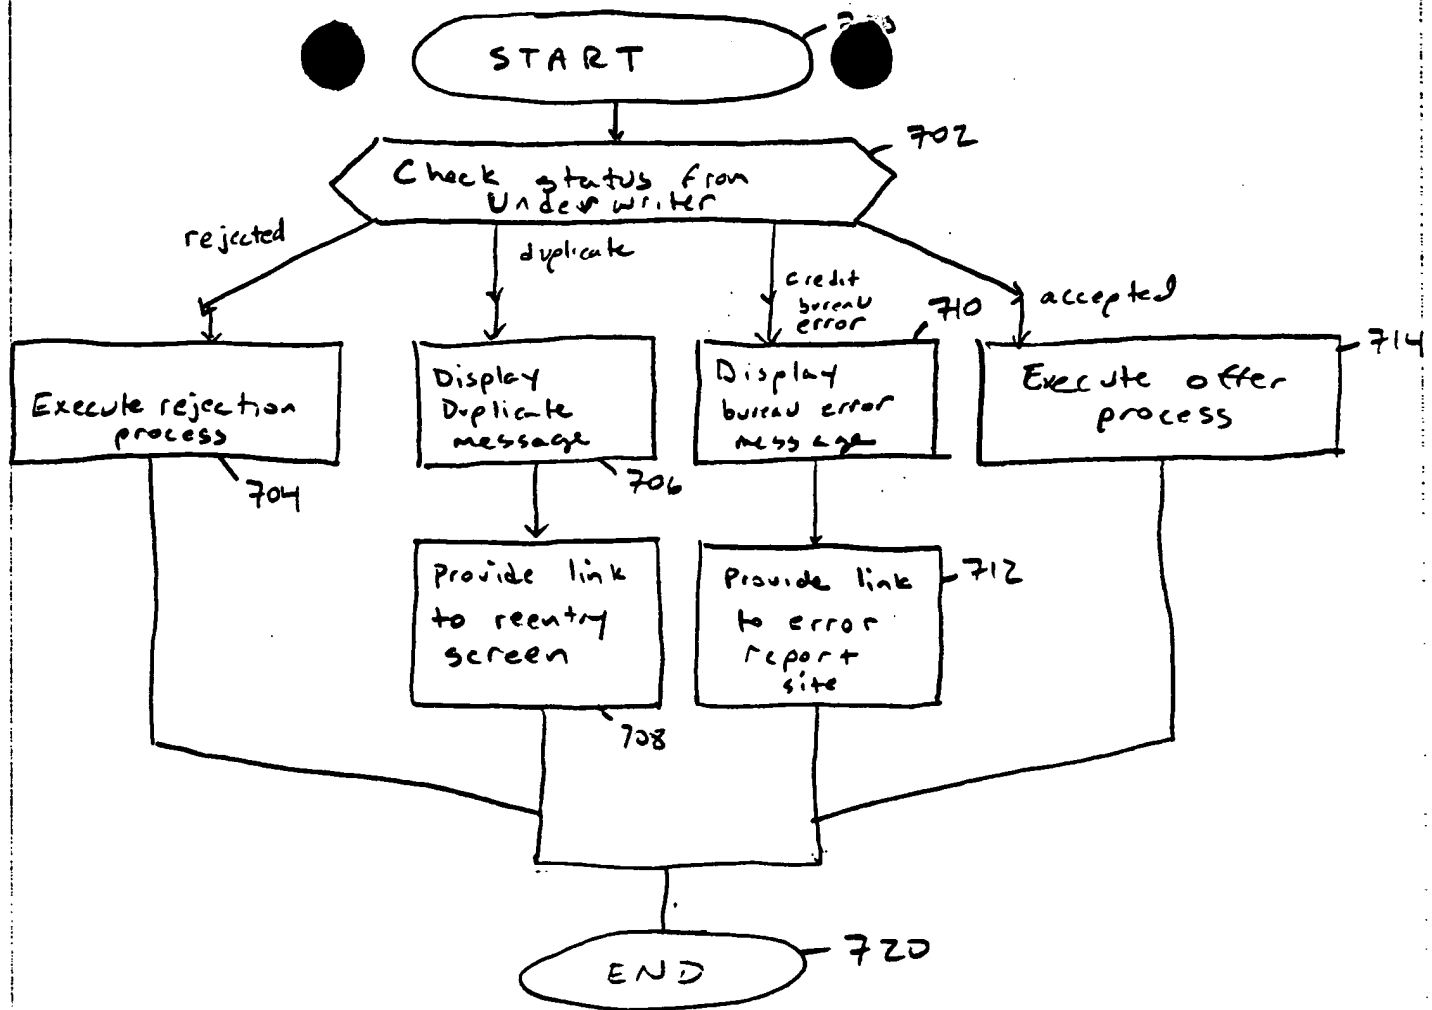 START
702
Check status from
Underwriter
rejected
duplicate
credit
bureau
error
710
accepted
714
Execute rejection
process
704
Display
Duplicate
message
706
Display
bureau error
message
Execute offer
process
provide link
to reentry
screen
708
Provide link
to error
report
site
712
END
720